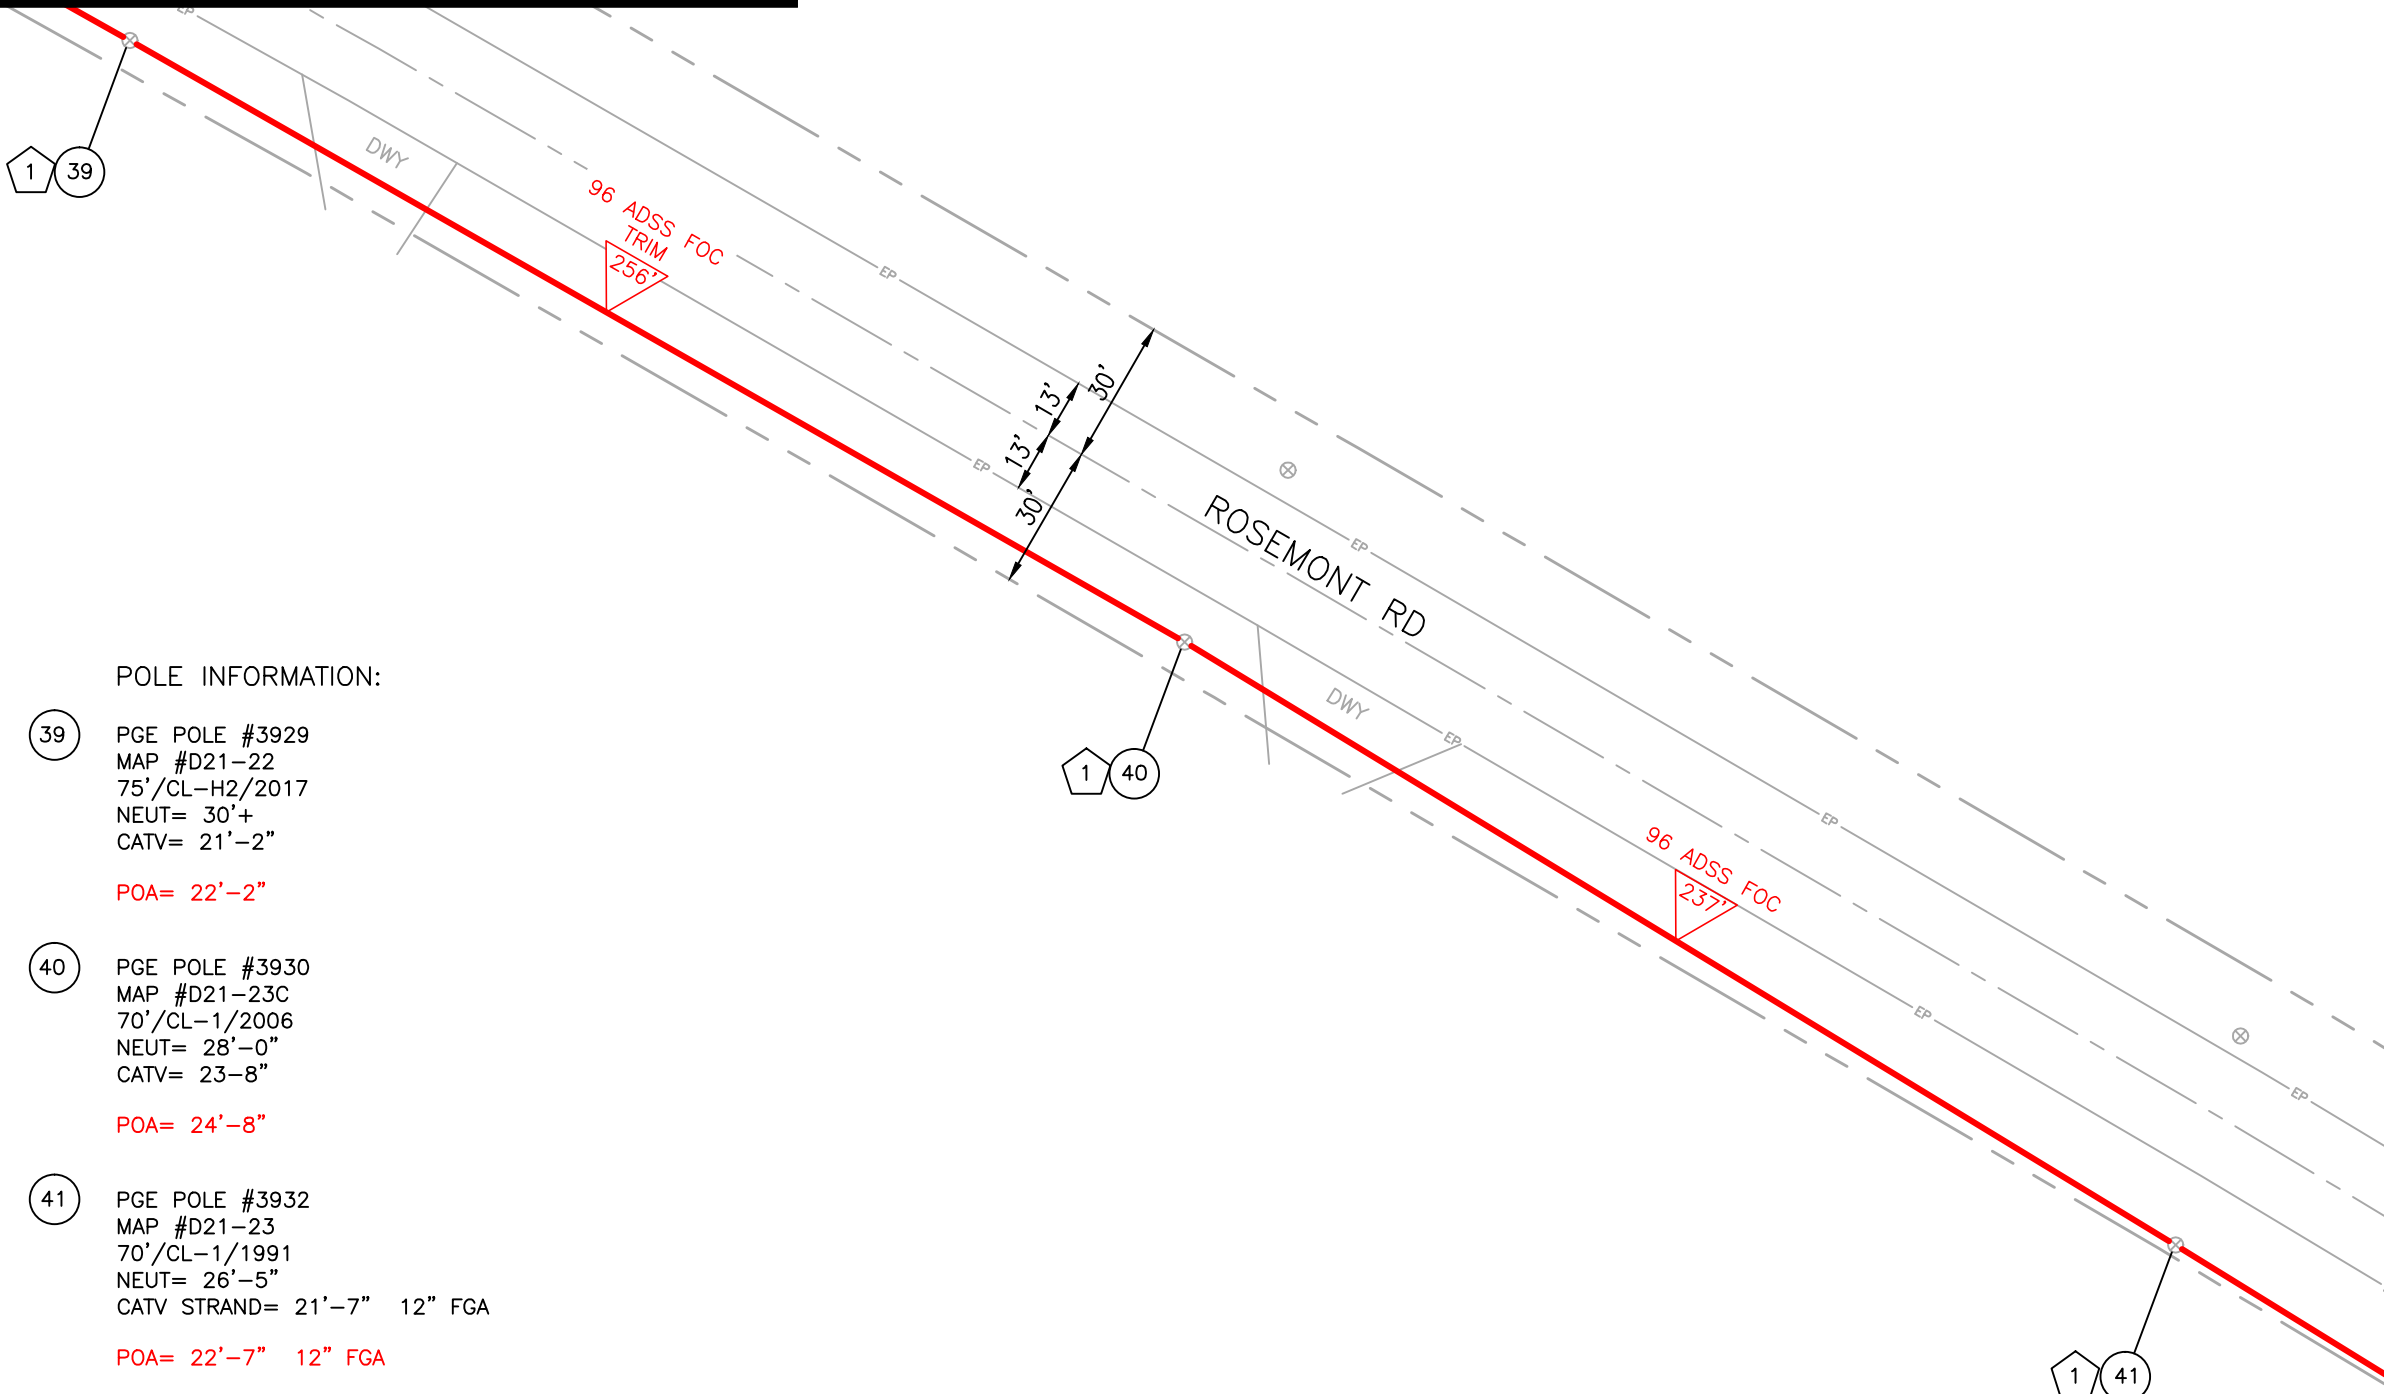 EP
1 39
DWY
96 ADSS FOC
TRIM
256'
EP
13'
30'
13'
30'
EP
ROSEMONT RD
EP
1 40
DWY
EP
EP
96 ADSS FOC
237'
EP
EP
1 41
POLE INFORMATION:
39 PGE POLE #3929
MAP #D21-22
75'/CL-H2/2017
NEUT= 30'+
CATV= 21'-2"
POA= 22'-2"
40 PGE POLE #3930
MAP #D21-23C
70'/CL-1/2006
NEUT= 28'-0"
CATV= 23-8"
POA= 24'-8"
41 PGE POLE #3932
MAP #D21-23
70'/CL-1/1991
NEUT= 26'-5"
CATV STRAND= 21'-7" 12" FGA
POA= 22'-7" 12" FGA